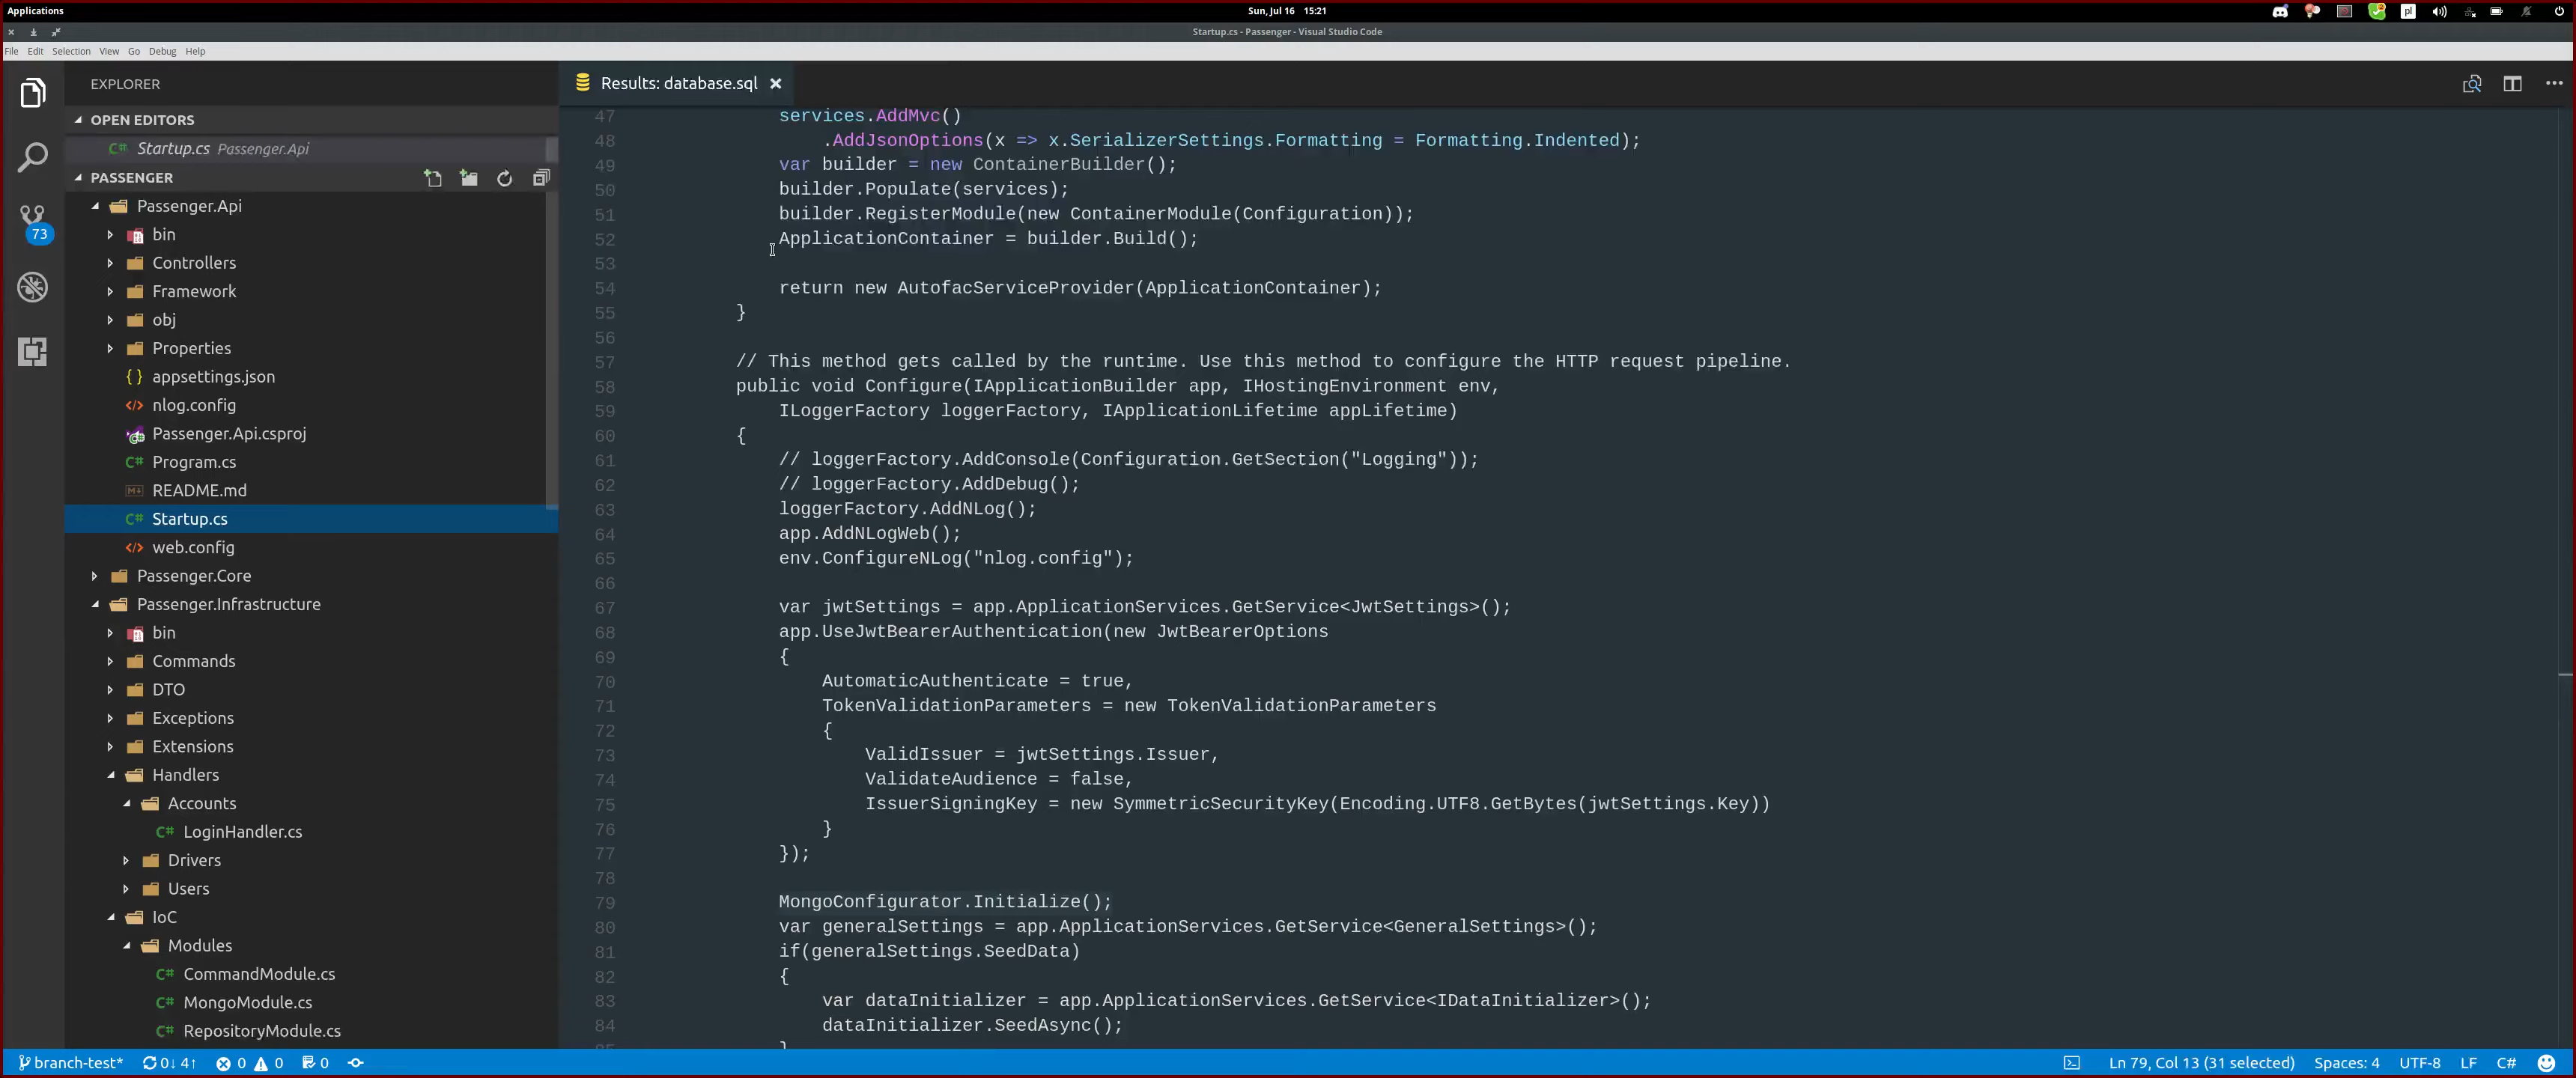 Applications
Sun, Jul 16 15:21
pl
Startup.cs - Passenger - Visual Studio Code
File Edit Selection View Go Debug Help
EXPLORER
OPEN EDITORS
C# Startup.cs Passenger.Api
PASSENGER
Passenger.Api
bin
Controllers
Framework
obj
Properties
{ } appsettings.json
</> nlog.config
Passenger.Api.csproj
C# Program.cs
README.md
C# Startup.cs
</> web.config
Passenger.Core
Passenger.Infrastructure
bin
Commands
DTO
Exceptions
Extensions
Handlers
Accounts
C# LoginHandler.cs
Drivers
Users
IoC
Modules
C# CommandModule.cs
C# MongoModule.cs
C# RepositoryModule.cs
73
Results: database.sql
47 services.AddMvc()
48 .AddJsonOptions(x => x.SerializerSettings.Formatting = Formatting.Indented);
49 var builder = new ContainerBuilder();
50 builder.Populate(services);
51 builder.RegisterModule(new ContainerModule(Configuration));
52 ApplicationContainer = builder.Build();
53
54 return new AutofacServiceProvider(ApplicationContainer);
55 }
56
57 // This method gets called by the runtime. Use this method to configure the HTTP request pipeline.
58 public void Configure(IApplicationBuilder app, IHostingEnvironment env,
59 ILoggerFactory loggerFactory, IApplicationLifetime appLifetime)
60 {
61 // loggerFactory.AddConsole(Configuration.GetSection("Logging"));
62 // loggerFactory.AddDebug();
63 loggerFactory.AddNLog();
64 app.AddNLogWeb();
65 env.ConfigureNLog("nlog.config");
66
67 var jwtSettings = app.ApplicationServices.GetService<JwtSettings>();
68 app.UseJwtBearerAuthentication(new JwtBearerOptions
69 {
70 AutomaticAuthenticate = true,
71 TokenValidationParameters = new TokenValidationParameters
72 {
73 ValidIssuer = jwtSettings.Issuer,
74 ValidateAudience = false,
75 IssuerSigningKey = new SymmetricSecurityKey(Encoding.UTF8.GetBytes(jwtSettings.Key))
76 }
77 });
78
79 MongoConfigurator.Initialize();
80 var generalSettings = app.ApplicationServices.GetService<GeneralSettings>();
81 if(generalSettings.SeedData)
82 {
83 var dataInitializer = app.ApplicationServices.GetService<IDataInitializer>();
84 dataInitializer.SeedAsync();
branch-test* 0↓ 4↑ 0 0 0 Ln 79, Col 13 (31 selected) Spaces: 4 UTF-8 LF C#